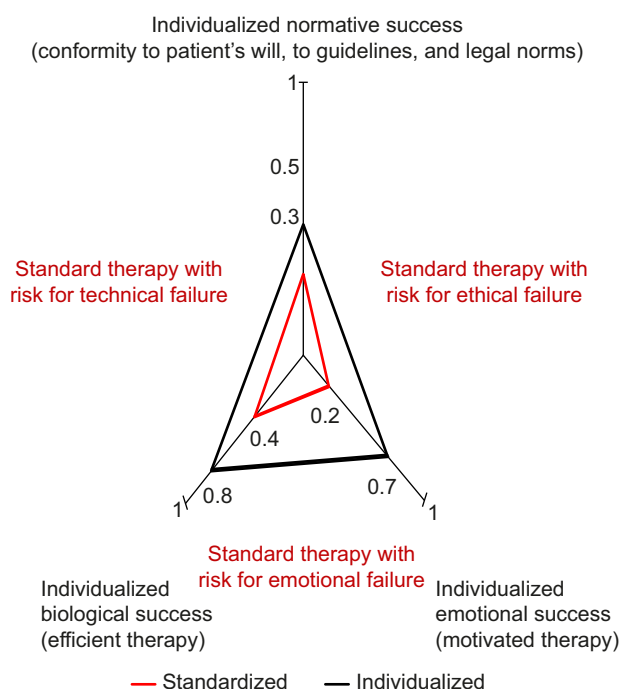 Individualized normative success
(conformity to patient’s will, to guidelines, and legal norms)
1
0.5
0.3
Standard therapy with
risk for technical failure
Standard therapy with
risk for ethical failure
0.2
0.4
0.7
0.8
1
1
Standard therapy with
risk for emotional failure
Individualized
biological success
(efficient therapy)
Individualized
emotional success
(motivated therapy)
Standardized
Individualized